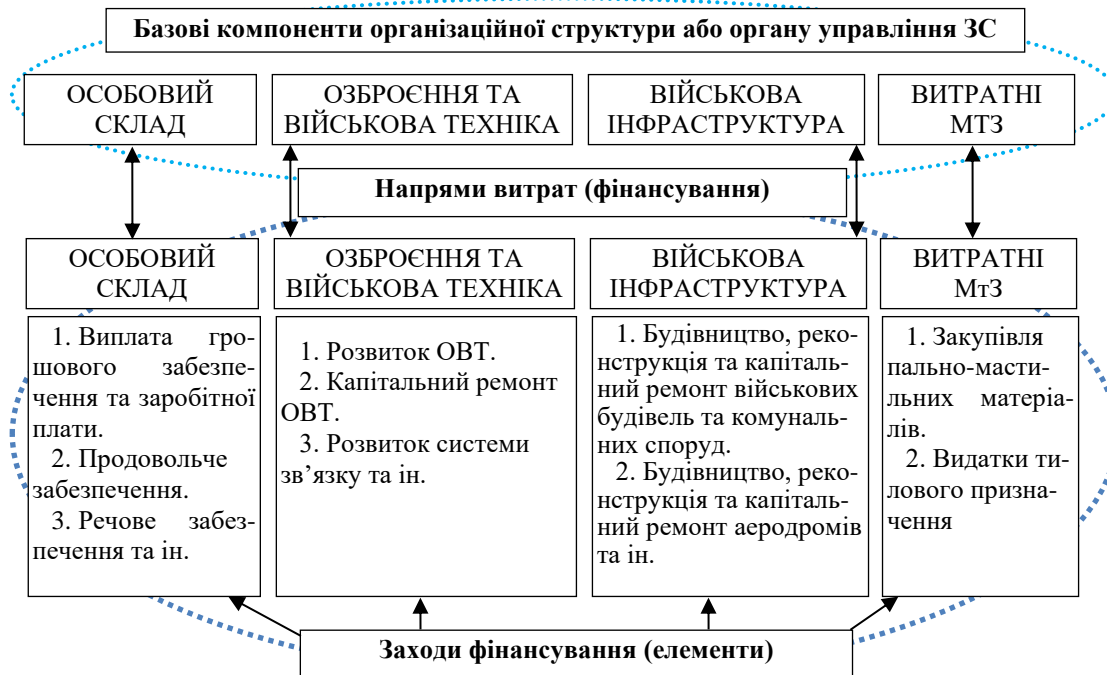 Базові компоненти організаційної структури або органу управління ЗС
ОСОБОВИЙ
СКЛАД
ОЗБРОЄННЯ ТА
ВІЙСЬКОВА ТЕХНІКА
ВІЙСЬКОВА
ІНФРАСТРУКТУРА
ВИТРАТНІ
МТЗ
Напрями витрат (фінансування)
ОСОБОВИЙ
СКЛАД
ОЗБРОЄННЯ ТА
ВІЙСЬКОВА ТЕХНІКА
ВІЙСЬКОВА
ІНФРАСТРУКТУРА
ВИТРАТНІ
МтЗ
1. Виплата гро-
шового забезпе-
чення та заробітної
плати.
2. Продовольче
забезпечення.
3. Речове забез-
печення та ін.
1. Розвиток ОВТ.
2. Капітальний ремонт
ОВТ.
3. Розвиток системи
зв’язку та ін.
1. Будівництво, реко-
нструкція та капіталь-
ний ремонт військових
будівель та комуналь-
них споруд.
2. Будівництво, реко-
нструкція та капіталь-
ний ремонт аеродромів
та ін.
1. Закупівля
пально-масти-
льних матеріа-
лів.
2. Видатки ти-
лового призна-
чення
Заходи фінансування (елементи)